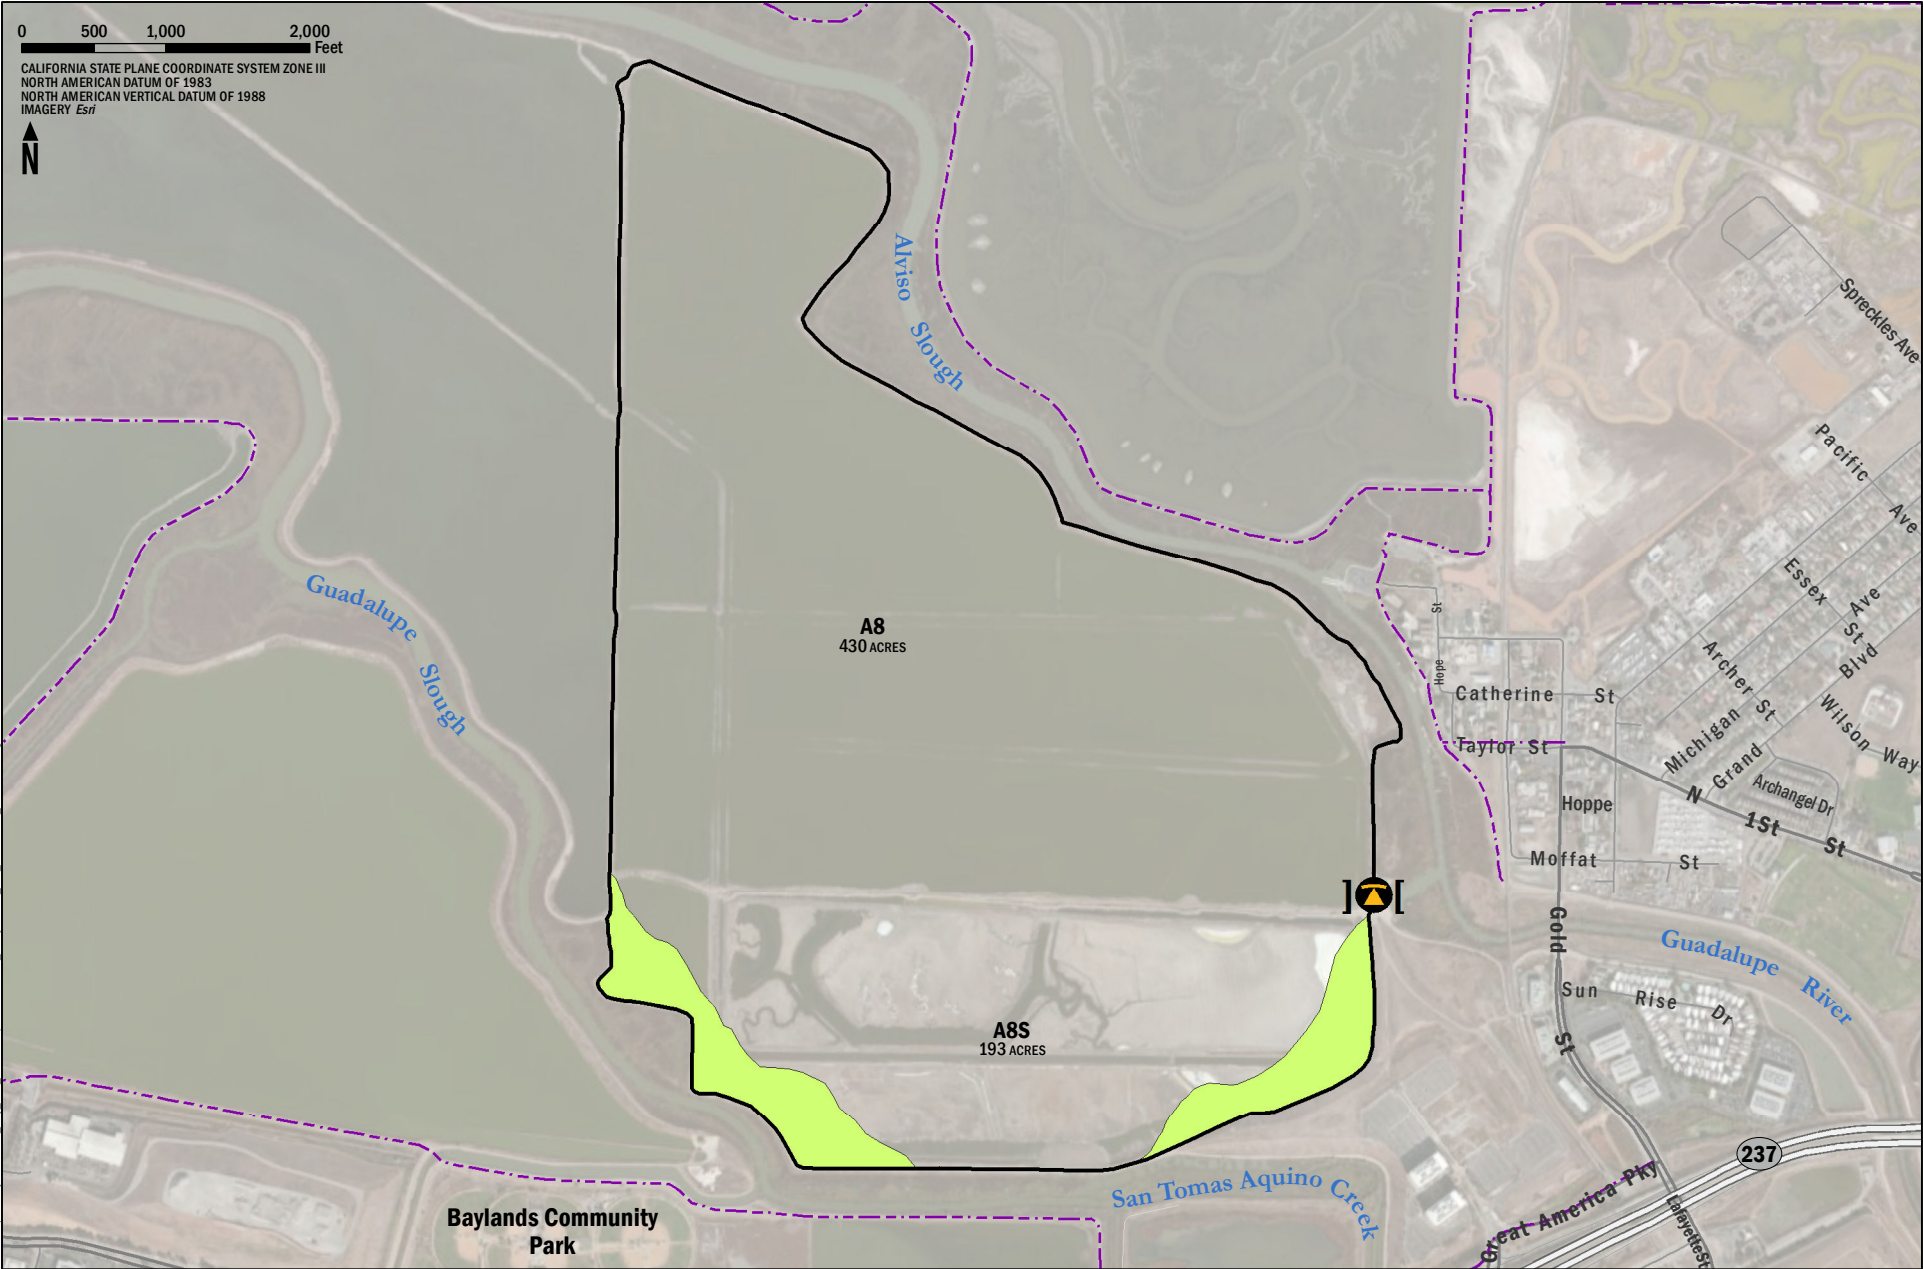 0 500 1,000 2,000
Feet
CALIFORNIA STATE PLANE COORDINATE SYSTEM ZONE III
NORTH AMERICAN DATUM OF 1983
NORTH AMERICAN VERTICAL DATUM OF 1988
IMAGERY Esri
N
Alviso Slough
Spreckles Ave
Pacific Ave
Essex St
Ave
Guadalupe Slough
A8
430 ACRES
Hope St
Catherine St
Archer St
Grand Blvd
Michigan
Wilson Way
Taylor St
Archangel Dr
Hoppe
N 1St St
Moffat St
] [
Gold St
Guadalupe River
Sun Rise Dr
A8S
193 ACRES
237
San Tomas Aquino Creek
Great America Pky
Lafayette St
Baylands Community
Park